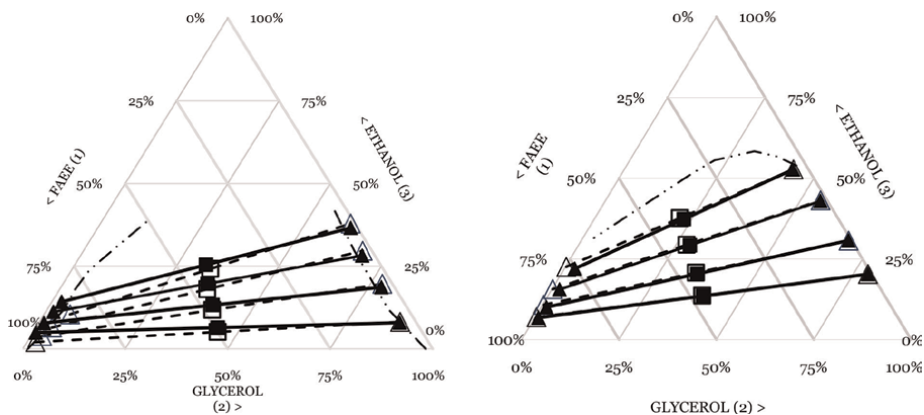 0% 100%
25% 75%
< FAEE (1)
< ETHANOL (3)
50% 50%
75% 25%
100% 0%
0% 25% 50% 75% 100%
GLYCEROL
(2) >
0% 100%
25% 75%
< FAEE
(1)
< ETHANOL (3)
50% 50%
75% 25%
100% 0%
0% 25% 50% 75% 100%
GLYCEROL (2) >